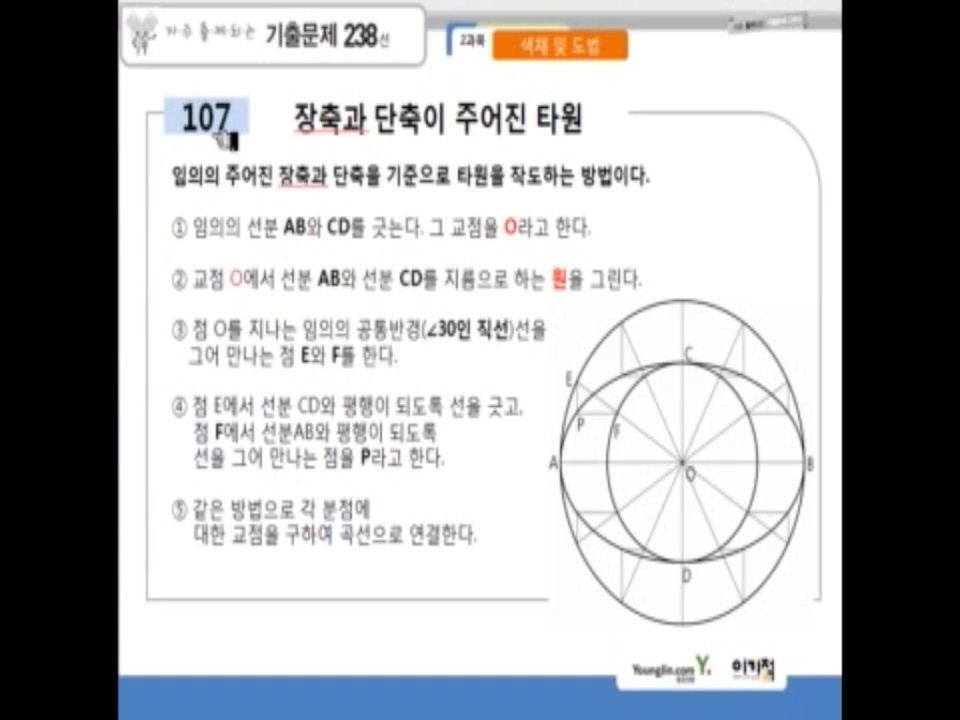 자주 출제되는 기출문제 238선
2과목 색채 및 도법
107 장축과 단축이 주어진 타원
임의의 주어진 장축과 단축을 기준으로 타원을 작도하는 방법이다.
① 임의의 선분 AB와 CD를 긋는다. 그 교점을 O라고 한다.
② 교점 O에서 선분 AB와 선분 CD를 지름으로 하는 원을 그린다.
③ 점 O를 지나는 임의의 공통반경(∠30인 직선)선을
그어 만나는 점 E와 F를 한다.
④ 점 E에서 선분 CD와 평행이 되도록 선을 긋고,
점 F에서 선분AB와 평행이 되도록
선을 그어 만나는 점을 P라고 한다.
⑤ 같은 방법으로 각 분점에
대한 교점을 구하여 곡선으로 연결한다.
C
E
P
F
A
B
O
D
Youngjin.com Y.
이기적